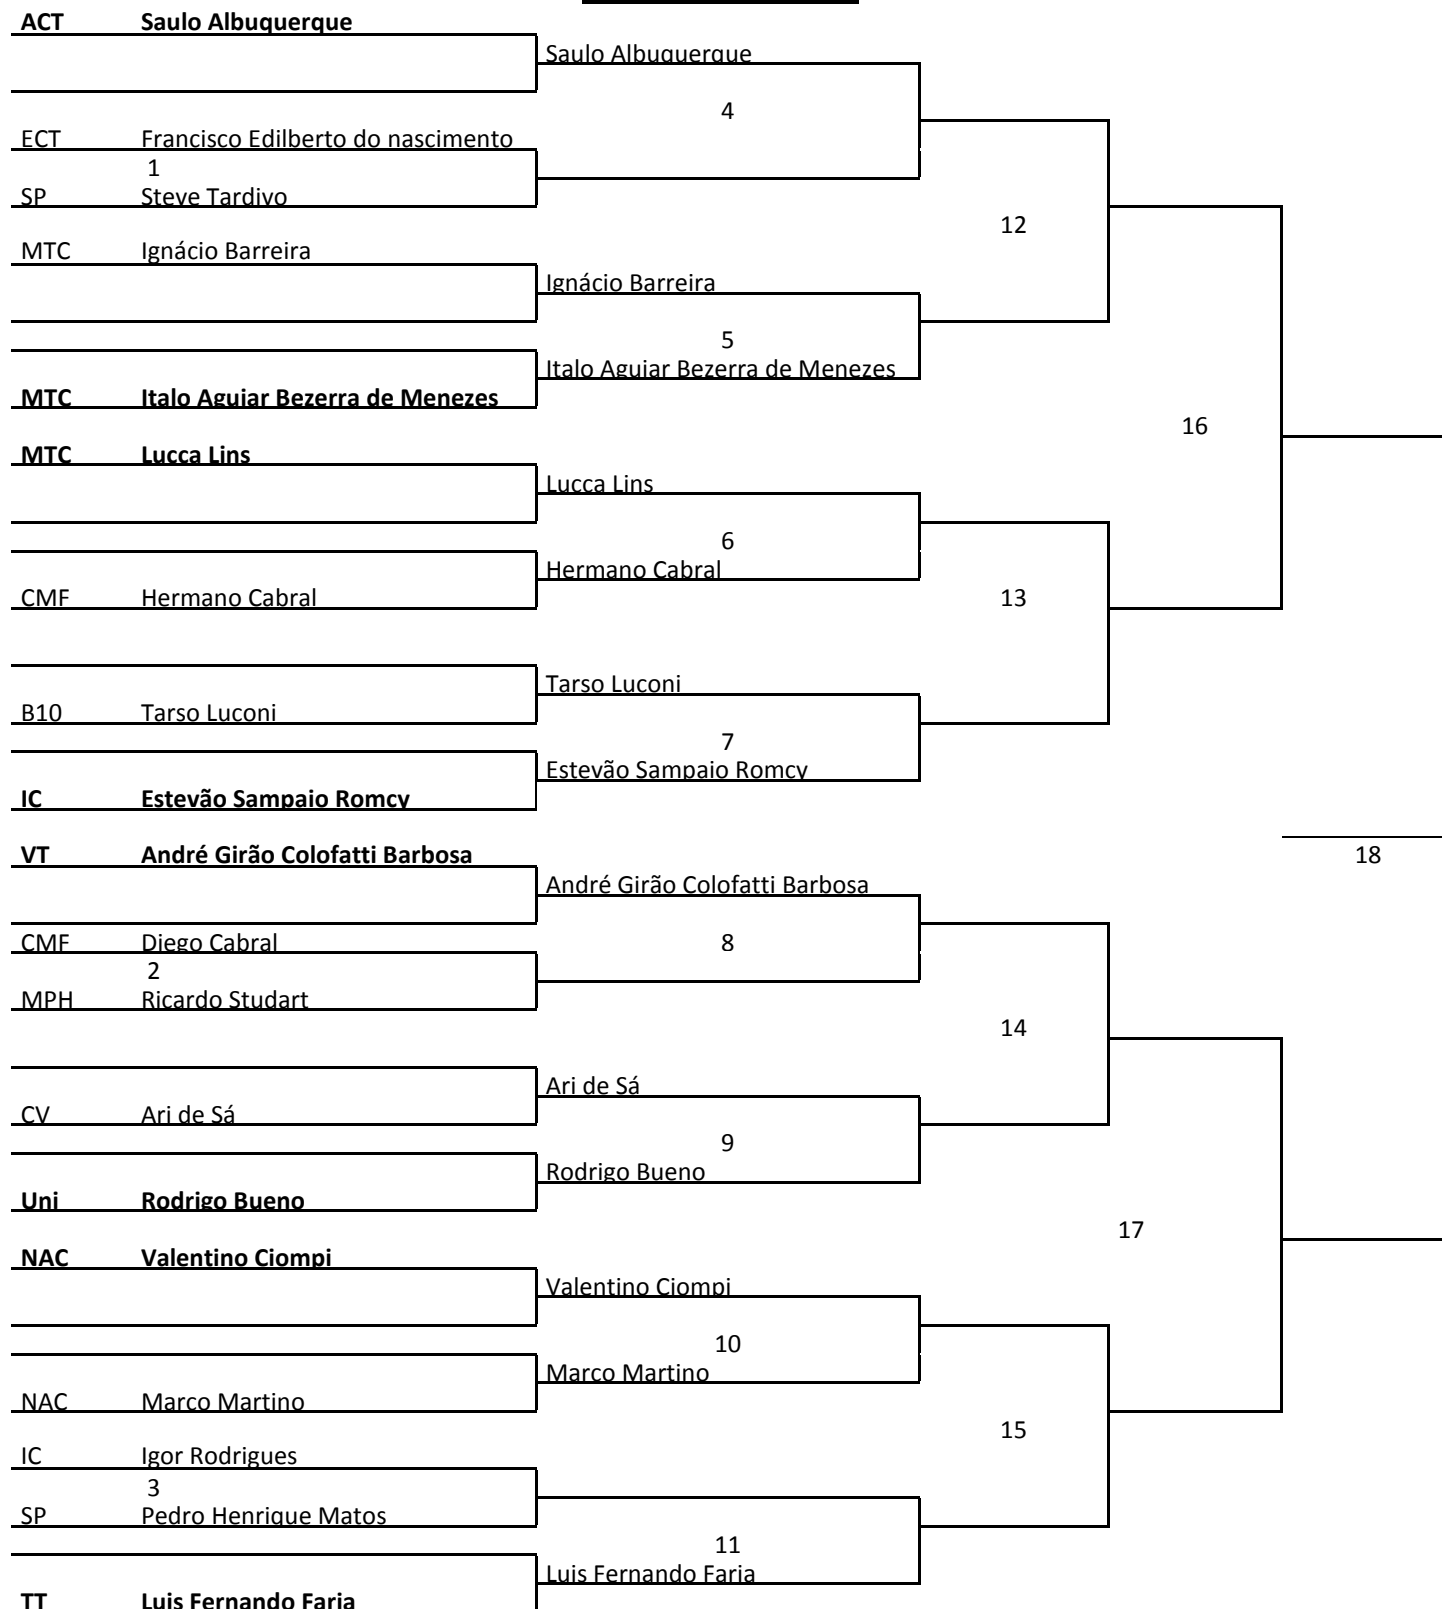 ACT Saulo Albuquerque
Saulo Albuquerque
4
ECT Francisco Edilberto do nascimento
1
SP Steve Tardivo
12
MTC Ignácio Barreira
Ignácio Barreira
5
Italo Aguiar Bezerra de Menezes
MTC Italo Aguiar Bezerra de Menezes
16
MTC Lucca Lins
Lucca Lins
6
Hermano Cabral
CMF Hermano Cabral
13
Tarso Luconi
B10 Tarso Luconi
7
Estevão Sampaio Romcy
IC Estevão Sampaio Romcy
VT André Girão Colofatti Barbosa
18
André Girão Colofatti Barbosa
CMF Diego Cabral
8
2
MPH Ricardo Studart
14
Ari de Sá
CV Ari de Sá
9
Rodrigo Bueno
Uni Rodrigo Bueno
17
NAC Valentino Ciompi
Valentino Ciompi
10
Marco Martino
NAC Marco Martino
15
IC Igor Rodrigues
3
SP Pedro Henrique Matos
11
Luis Fernando Faria
TT Luis Fernando Faria